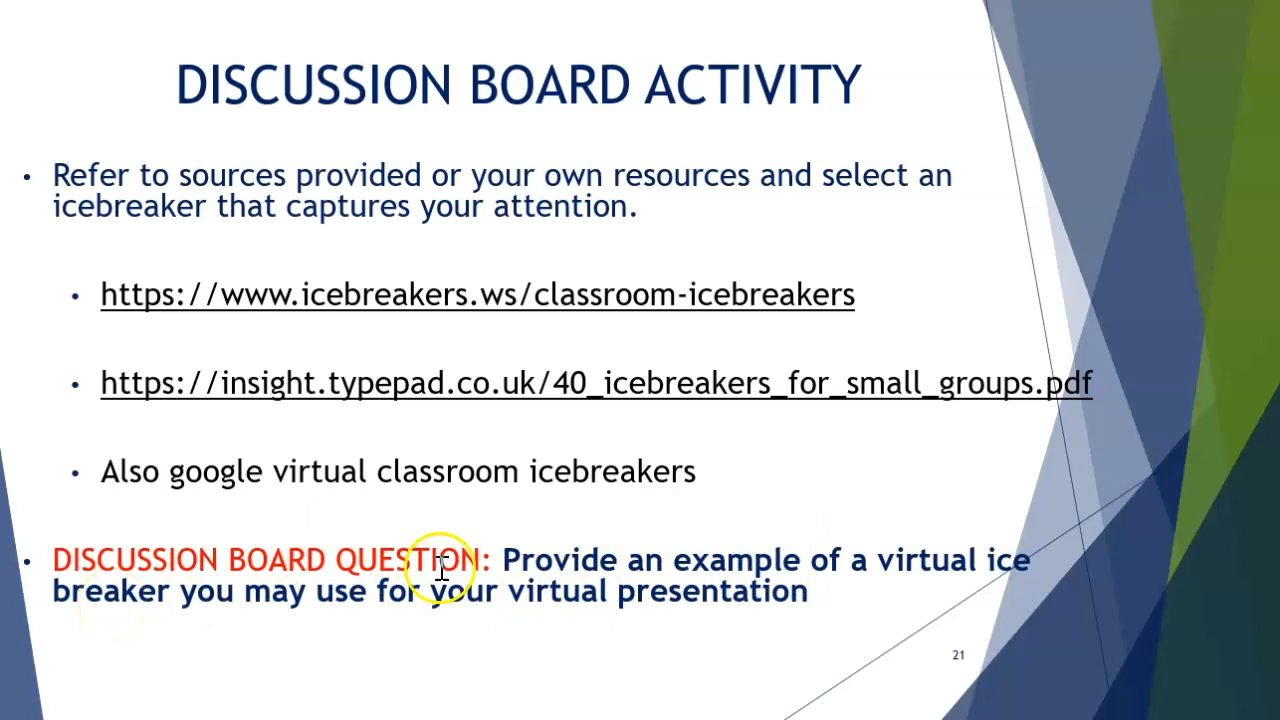 DISCUSSION BOARD ACTIVITY
• Refer to sources provided or your own resources and select an
icebreaker that captures your attention.
• https://www.icebreakers.ws/classroom-icebreakers
• https://insight.typepad.co.uk/40_icebreakers_for_small_groups.pdf
• Also google virtual classroom icebreakers
• DISCUSSION BOARD QUESTION: Provide an example of a virtual ice
breaker you may use for your virtual presentation
21